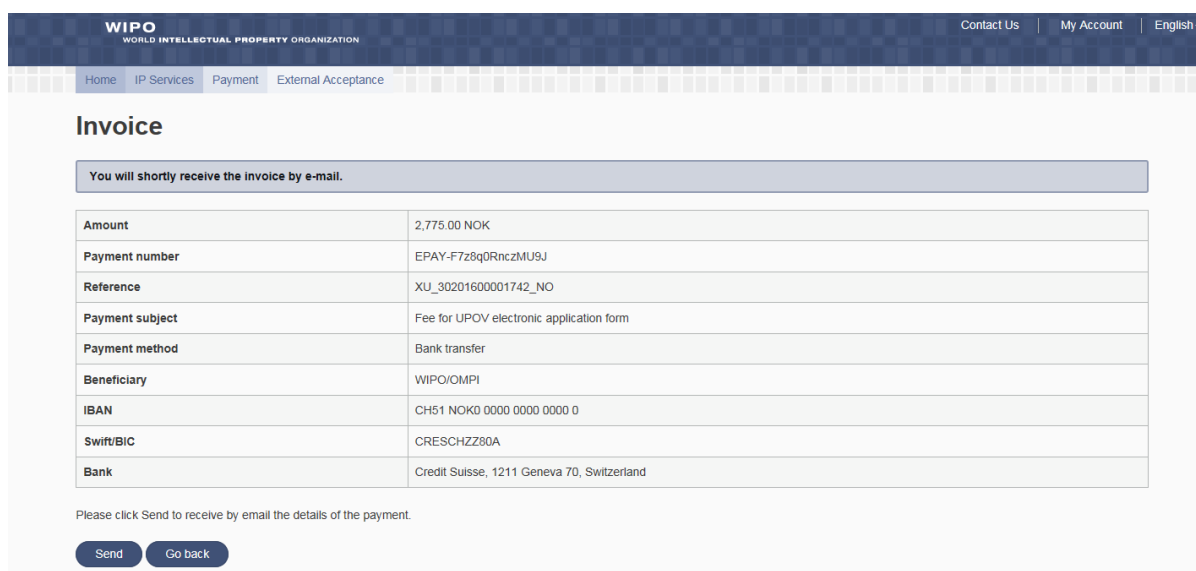 WIPO
WORLD INTELLECTUAL PROPERTY ORGANIZATION
Contact Us My Account English
Home IP Services Payment External Acceptance
Invoice
You will shortly receive the invoice by e-mail.
Amount 2,775.00 NOK
Payment number EPAY-F7z8q0RnczMU9J
Reference XU_30201600001742_NO
Payment subject Fee for UPOV electronic application form
Payment method Bank transfer
Beneficiary WIPO/OMPI
IBAN CH51 NOK0 0000 0000 0000 0
Swift/BIC CRESCHZZ80A
Bank Credit Suisse, 1211 Geneva 70, Switzerland
Please click Send to receive by email the details of the payment.
Send Go back